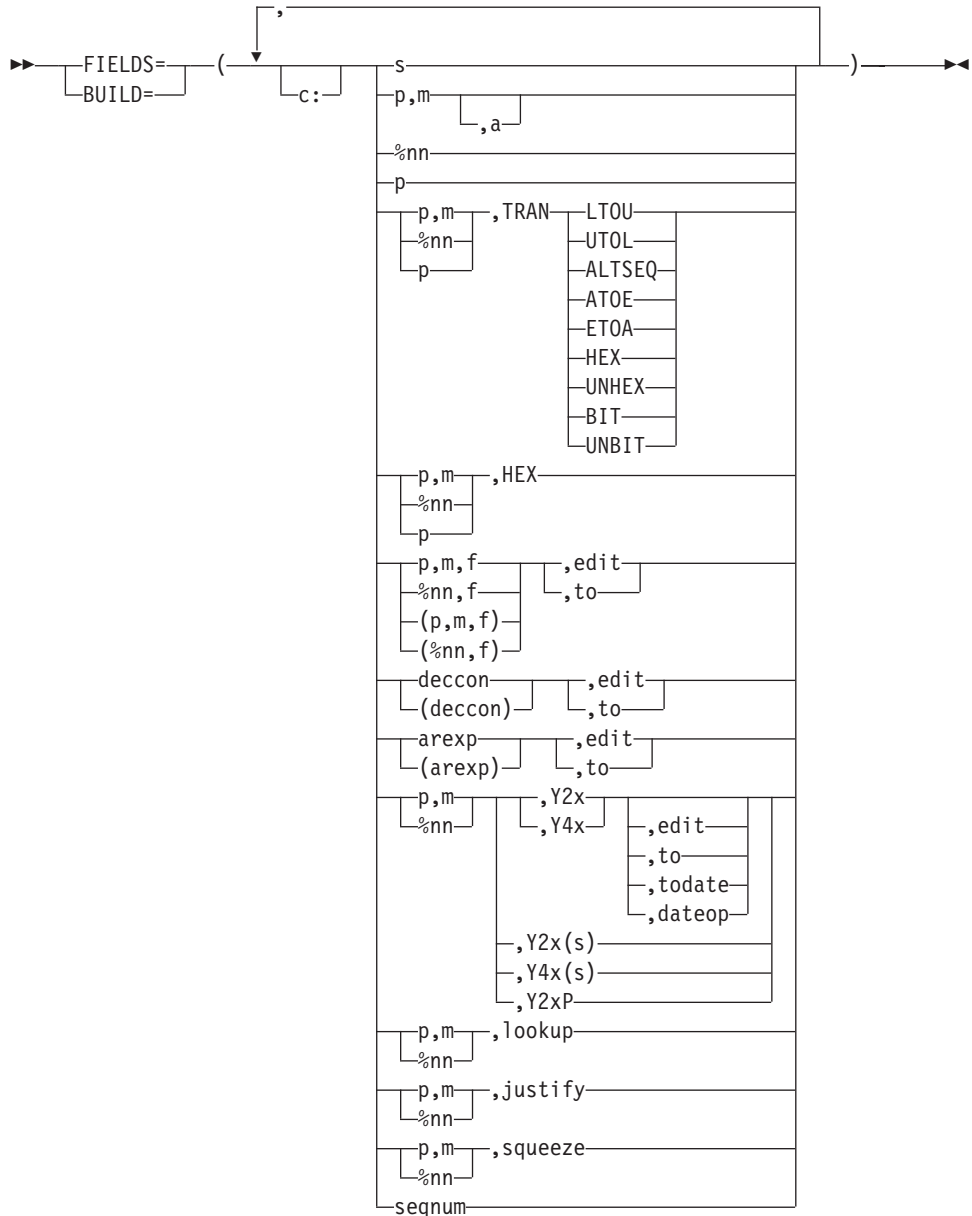 ,
FIELDS= ( c: s )
BUILD=
p,m ,a
%nn
p
p,m ,TRAN LTOU
%nn UTOL
p ALTSEQ
ATOE
ETOA
HEX
UNHEX
BIT
UNBIT
p,m ,HEX
%nn
p
p,m,f ,edit
%nn,f ,to
(p,m,f)
(%nn,f)
deccon ,edit
(deccon) ,to
arexp ,edit
(arexp) ,to
p,m ,Y2x
%nn ,Y4x ,edit
,to
,todate
,dateop
,Y2x(s)
,Y4x(s)
,Y2xP
p,m ,lookup
%nn
p,m ,justify
%nn
p,m ,squeeze
%nn
seqnum